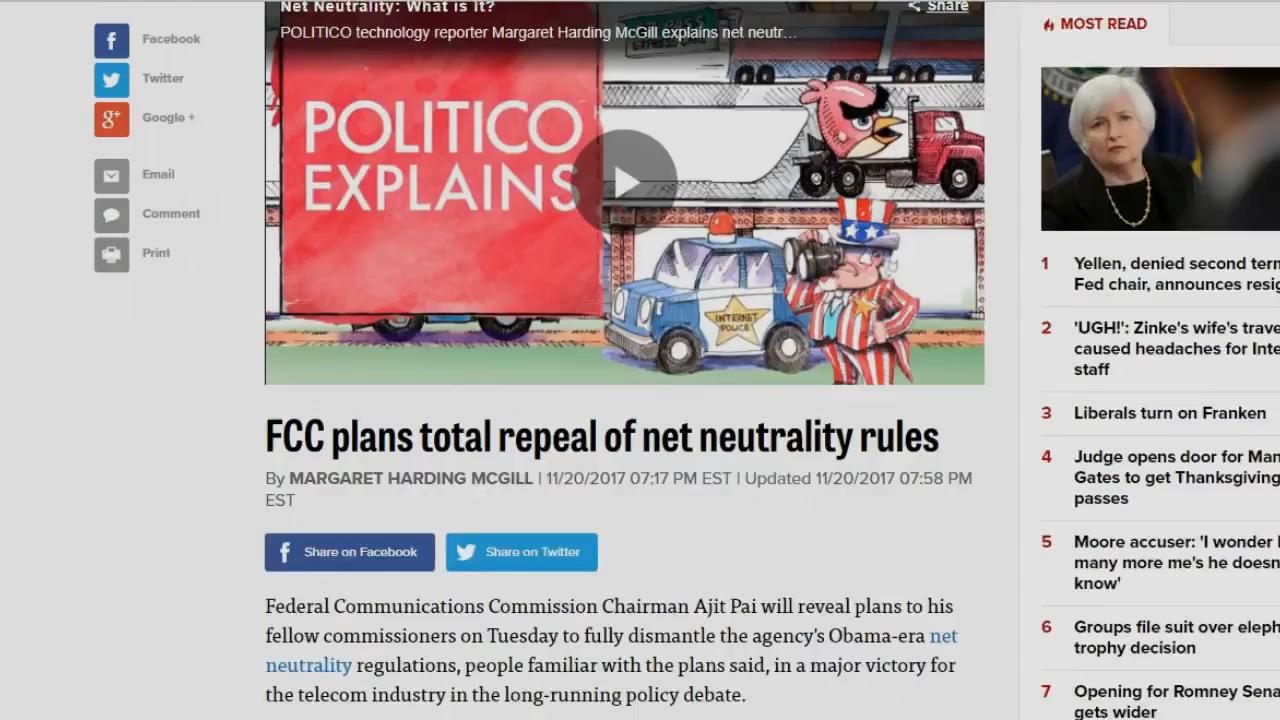 Net Neutrality: What is It?
Share
POLITICO technology reporter Margaret Harding McGill explains net neutr...
POLITICO
EXPLAINS
INTERNET
POLICE
Facebook
Twitter
Google +
Email
Comment
Print
FCC plans total repeal of net neutrality rules
By MARGARET HARDING MCGILL | 11/20/2017 07:17 PM EST | Updated 11/20/2017 07:58 PM
EST
Share on Facebook
Share on Twitter
Federal Communications Commission Chairman Ajit Pai will reveal plans to his
fellow commissioners on Tuesday to fully dismantle the agency's Obama-era net
neutrality regulations, people familiar with the plans said, in a major victory for
the telecom industry in the long-running policy debate.
MOST READ
1 Yellen, denied second term
Fed chair, announces resig
2 'UGH!': Zinke's wife's trave
caused headaches for Inte
staff
3 Liberals turn on Franken
4 Judge opens door for Man
Gates to get Thanksgiving
passes
5 Moore accuser: 'I wonder
many more me's he doesn
know'
6 Groups file suit over eleph
trophy decision
7 Opening for Romney Sena
gets wider